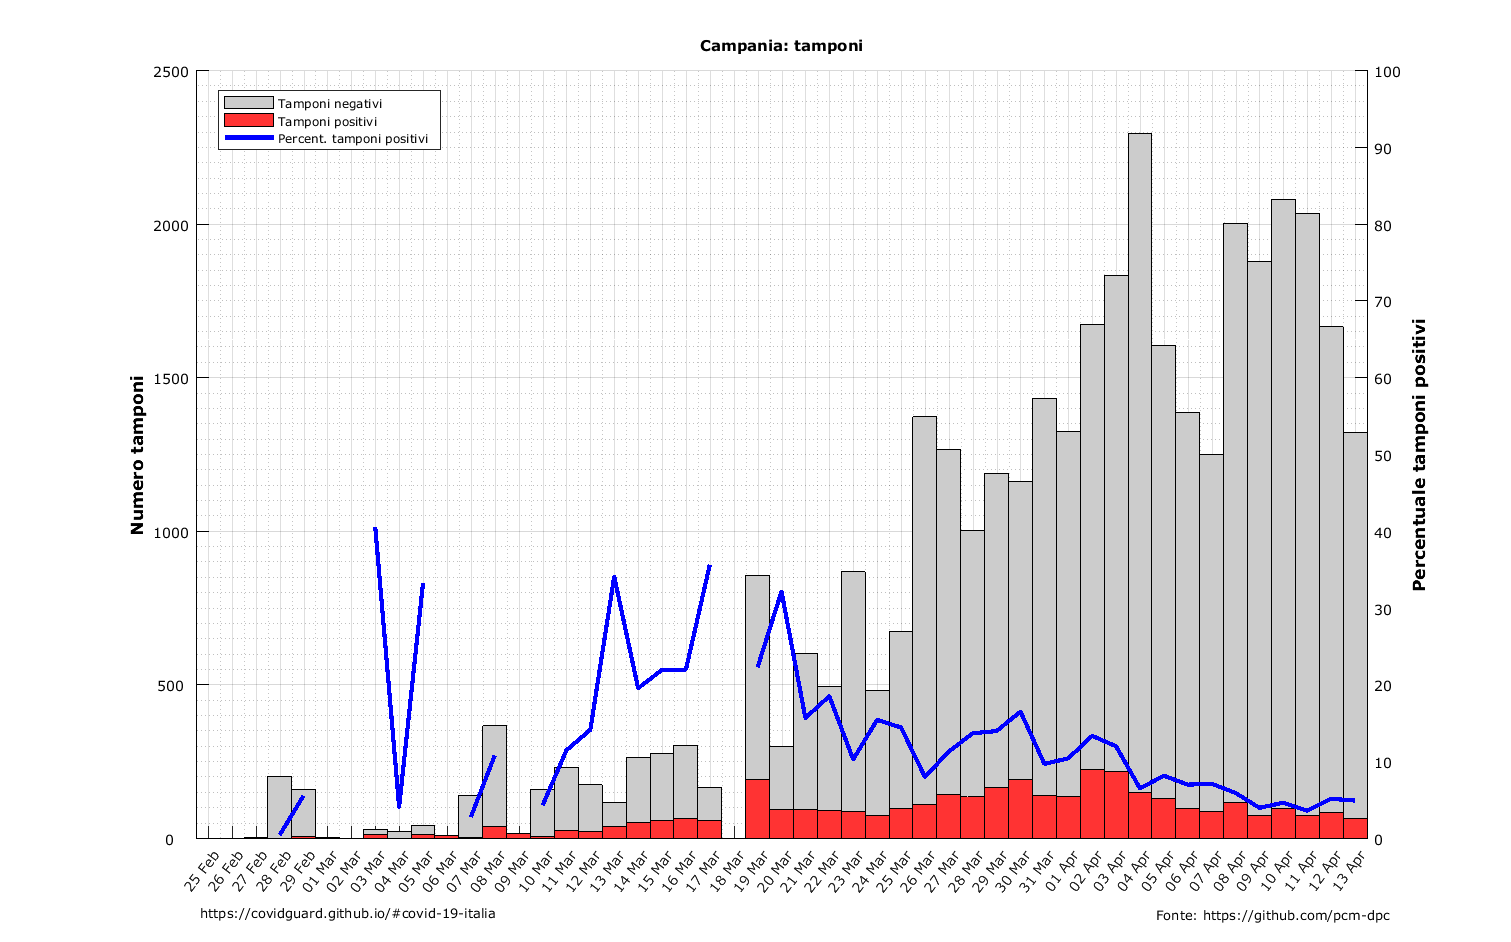 Campania: tamponi
Tamponi negativi
Tamponi positivi
Percent. tamponi positivi
Numero tamponi
2500
2000
1500
1000
500
0
Percentuale tamponi positivi
100
90
80
70
60
50
40
30
20
10
0
25 Feb
26 Feb
27 Feb
28 Feb
29 Feb
01 Mar
02 Mar
03 Mar
04 Mar
05 Mar
06 Mar
07 Mar
08 Mar
09 Mar
10 Mar
11 Mar
12 Mar
13 Mar
14 Mar
15 Mar
16 Mar
17 Mar
18 Mar
19 Mar
20 Mar
21 Mar
22 Mar
23 Mar
24 Mar
25 Mar
26 Mar
27 Mar
28 Mar
29 Mar
30 Mar
31 Mar
01 Apr
02 Apr
03 Apr
04 Apr
05 Apr
06 Apr
07 Apr
08 Apr
09 Apr
10 Apr
11 Apr
12 Apr
13 Apr
https://covidguard.github.io/#covid-19-italia
Fonte: https://github.com/pcm-dpc